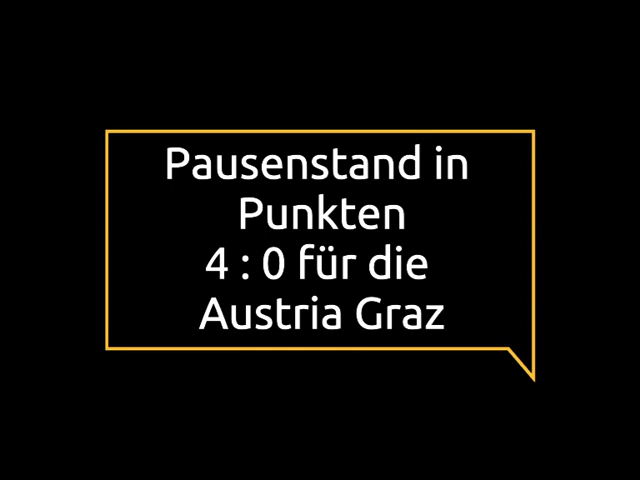 Pausenstand in
Punkten
4 : 0 für die
Austria Graz